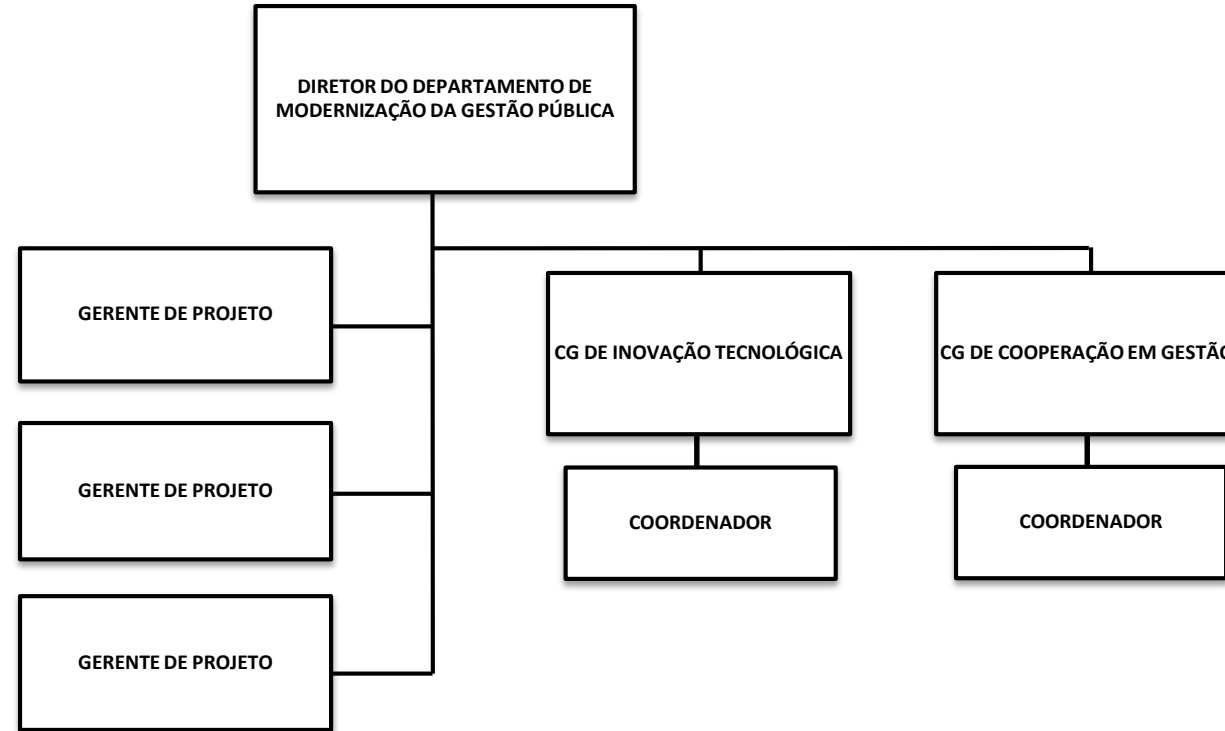 DIRETOR DO DEPARTAMENTO DE
MODERNIZAÇÃO DA GESTÃO PÚBLICA
GERENTE DE PROJETO
CG DE INOVAÇÃO TECNOLÓGICA
CG DE COOPERAÇÃO EM GESTÃO
GERENTE DE PROJETO
COORDENADOR
COORDENADOR
GERENTE DE PROJETO